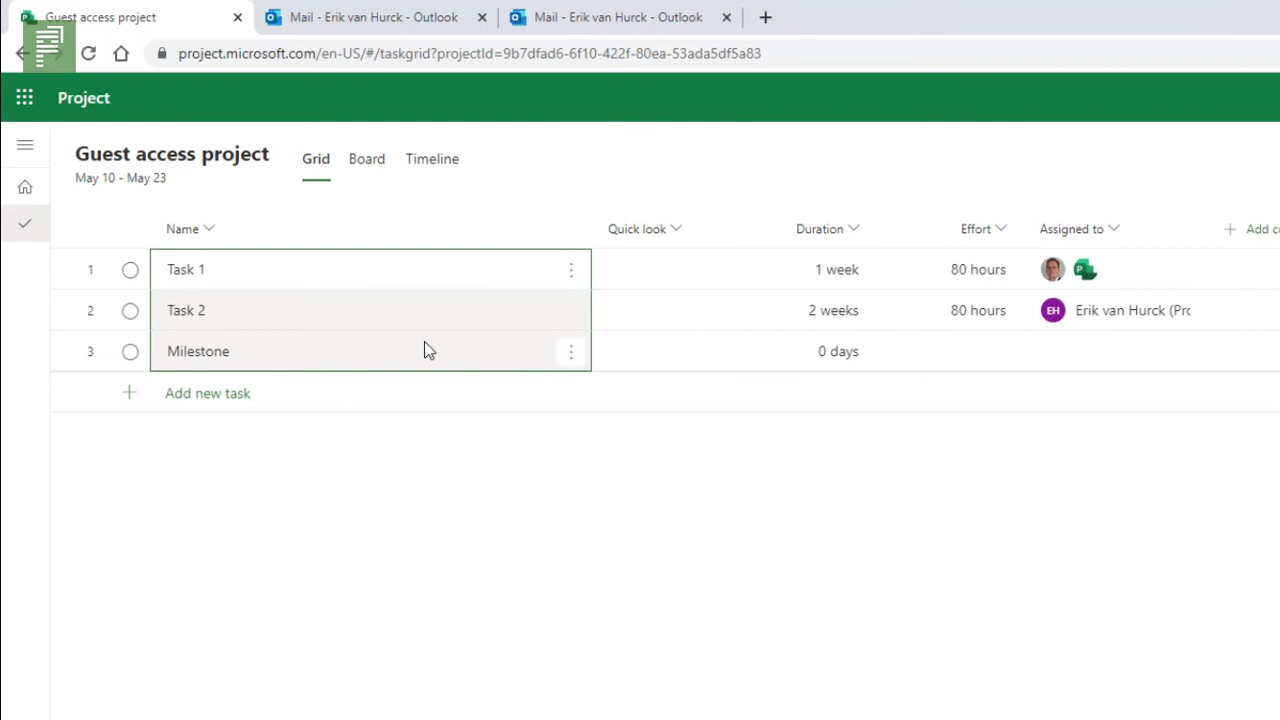 Guest access project
Mail - Erik van Hurck - Outlook
Mail - Erik van Hurck - Outlook
project.microsoft.com/en-US/#/taskgrid?projectId=9b7dfad6-6f10-422f-80ea-53ada5df5a83
Project
Guest access project
Grid Board Timeline
May 10 - May 23
Name Quick look Duration Effort Assigned to Add co
1 Task 1 1 week 80 hours
2 Task 2 2 weeks 80 hours EH Erik van Hurck (Pro
3 Milestone 0 days
Add new task